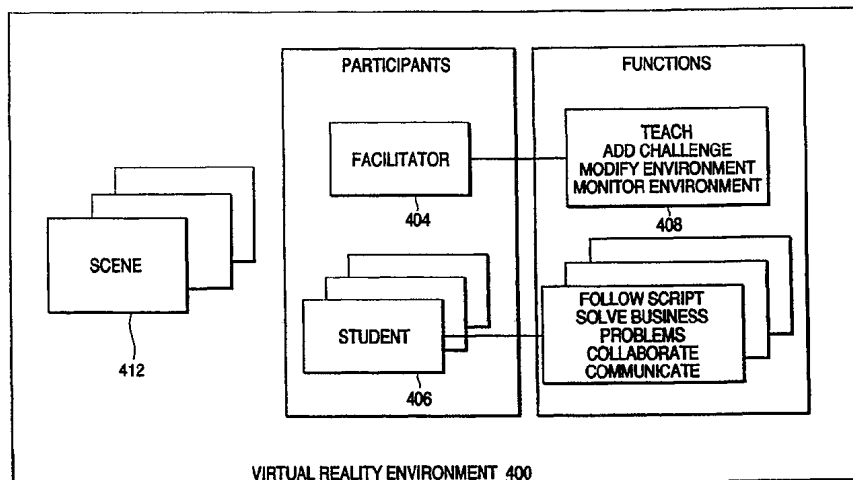 PARTICIPANTS
FUNCTIONS
FACILITATOR
404
TEACH
ADD CHALLENGE
MODIFY ENVIRONMENT
MONITOR ENVIRONMENT
408
SCENE
412
STUDENT
406
FOLLOW SCRIPT
SOLVE BUSINESS
PROBLEMS
COLLABORATE
COMMUNICATE
VIRTUAL REALITY ENVIRONMENT 400